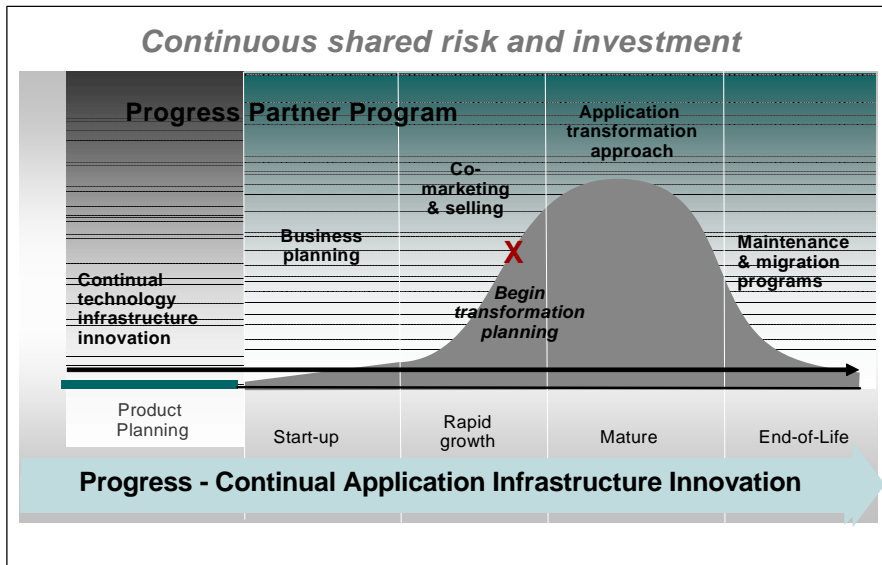 Continuous shared risk and investment
Progress Partner Program
Application
transformation
approach
Co-
marketing
& selling
Business
planning
X
Maintenance
& migration
programs
Continual
technology
infrastructure
innovation
Begin
transformation
planning
Product
Planning
Start-up
Rapid
growth
Mature
End-of-Life
Progress - Continual Application Infrastructure Innovation